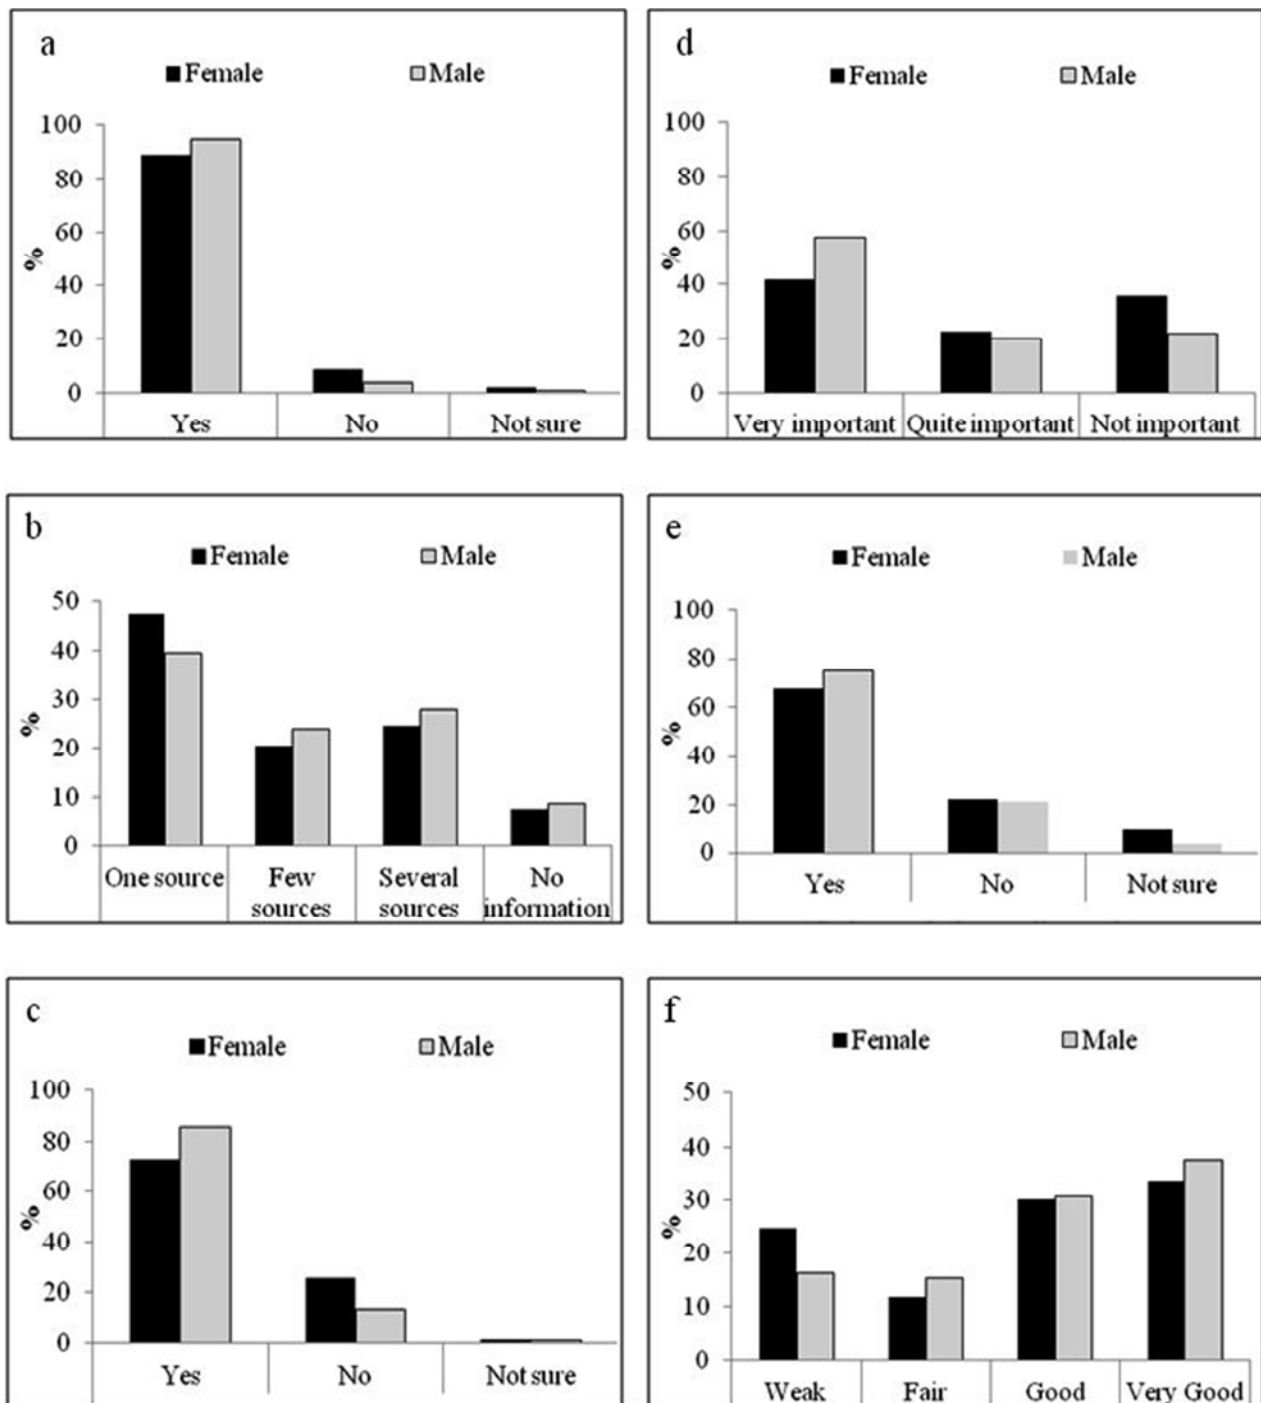 a
Female Male
100
80
60
40
20
0
%
Yes No Not sure
d
Female Male
100
80
60
40
20
0
%
Very important Quite important Not important
b
Female Male
50
40
30
20
10
0
%
One source Few sources Several sources No information
e
Female Male
100
80
60
40
20
0
%
Yes No Not sure
c
Female Male
100
80
60
40
20
0
%
Yes No Not sure
f
Female Male
50
40
30
20
10
0
%
Weak Fair Good Very Good